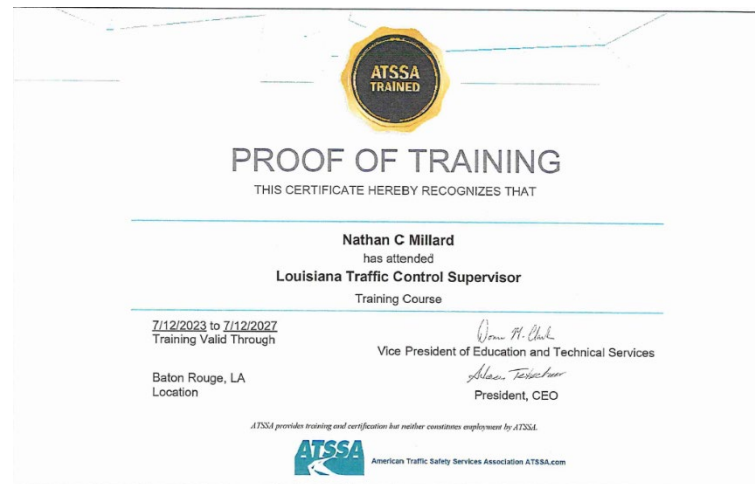 ATSSA
TRAINED
PROOF OF TRAINING
THIS CERTIFICATE HEREBY RECOGNIZES THAT
Nathan C Millard
has attended
Louisiana Traffic Control Supervisor
Training Course
7/12/2023 to 7/12/2027
Training Valid Through
Vice President of Education and Technical Services
Baton Rouge, LA
Location
President, CEO
ATSSA provides training and certification but neither constitutes employment by ATSSA.
ATSSA
American Traffic Safety Services Association ATSSA.com